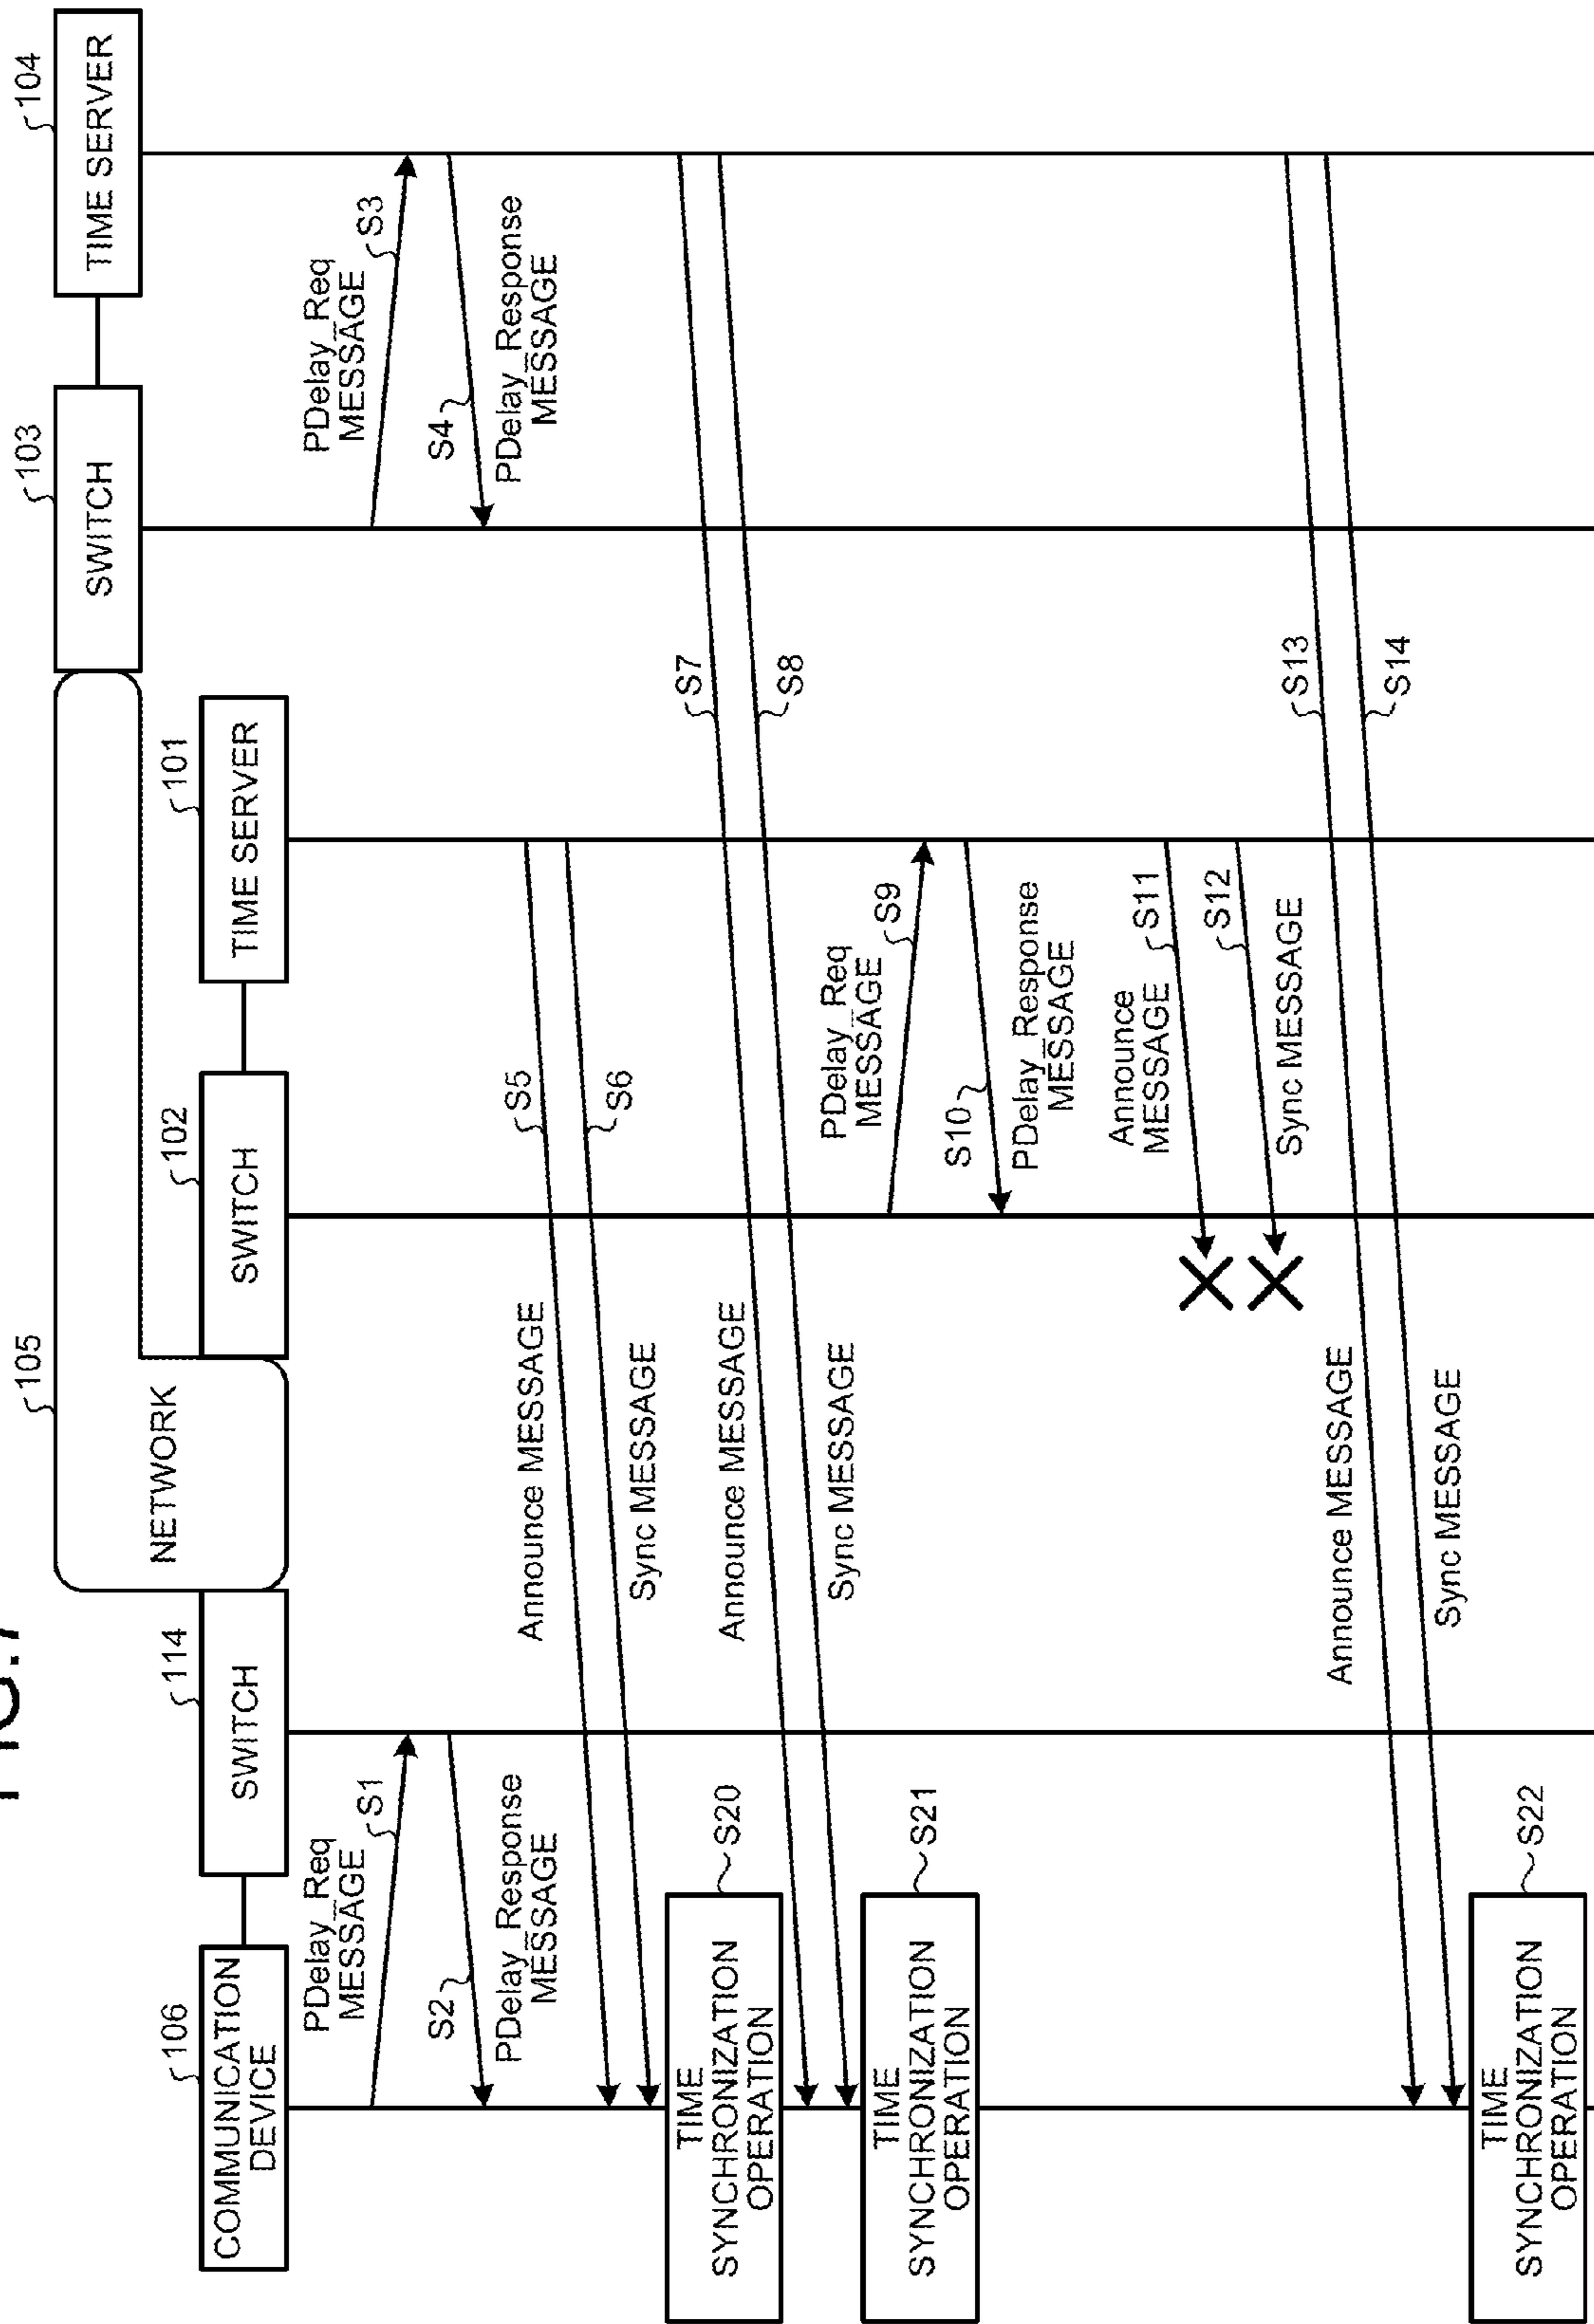 105
104
TIME SERVER
103
SWITCH
NETWORK
106
COMMUNICATION
DEVICE
114
SWITCH
102
SWITCH
101
TIME SERVER
PDelay_Req
MESSAGE
S1
S2
PDelay_Response
MESSAGE
PDelay_Req
MESSAGE
S3
S4
PDelay_Response
MESSAGE
Announce MESSAGE
S5
S6
Sync MESSAGE
TIME
SYNCHRONIZATION
OPERATION
S20
Announce MESSAGE
S7
S8
Sync MESSAGE
TIME
SYNCHRONIZATION
OPERATION
S21
PDelay_Req
MESSAGE
S9
S10
PDelay_Response
MESSAGE
Announce
MESSAGE
S11
S12
Sync MESSAGE
Announce MESSAGE
S13
S14
Sync MESSAGE
TIME
SYNCHRONIZATION
OPERATION
S22